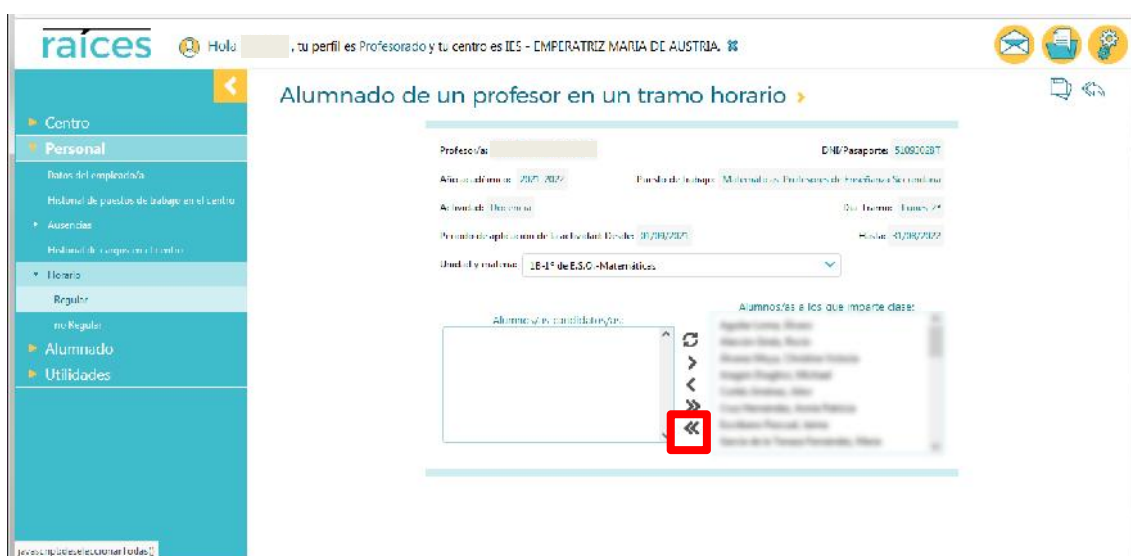 raíces
Hola , tu perfil es Profesorado y tu centro es IES - EMPERATRIZ MARIA DE AUSTRIA.
Alumnado de un profesor en un tramo horario
Centro
Personal
Datos del empleado/a
Historial de puestos de trabajo en el centro
Ausencias
Historial de cargos en el centro
Horario
Regular
no Regular
Alumnado
Utilidades
Profesor/a:
DNI/Pasaporte:
Año académico: 2021-2022
Puesto de trabajo: Matemáticas Profesores de Enseñanza Secundaria
Actividad: Docencia
Día-Tramo: Lunes-2ª
Periodo de aplicación de la actividad: Desde: 01/09/2021
Hasta: 31/08/2022
Unidad y materia: 1B-1º de E.S.O.-Matemáticas
Alumnos/as candidatos/as:
Alumnos/as a los que imparte clase:
javascript:deseleccionarTodas()